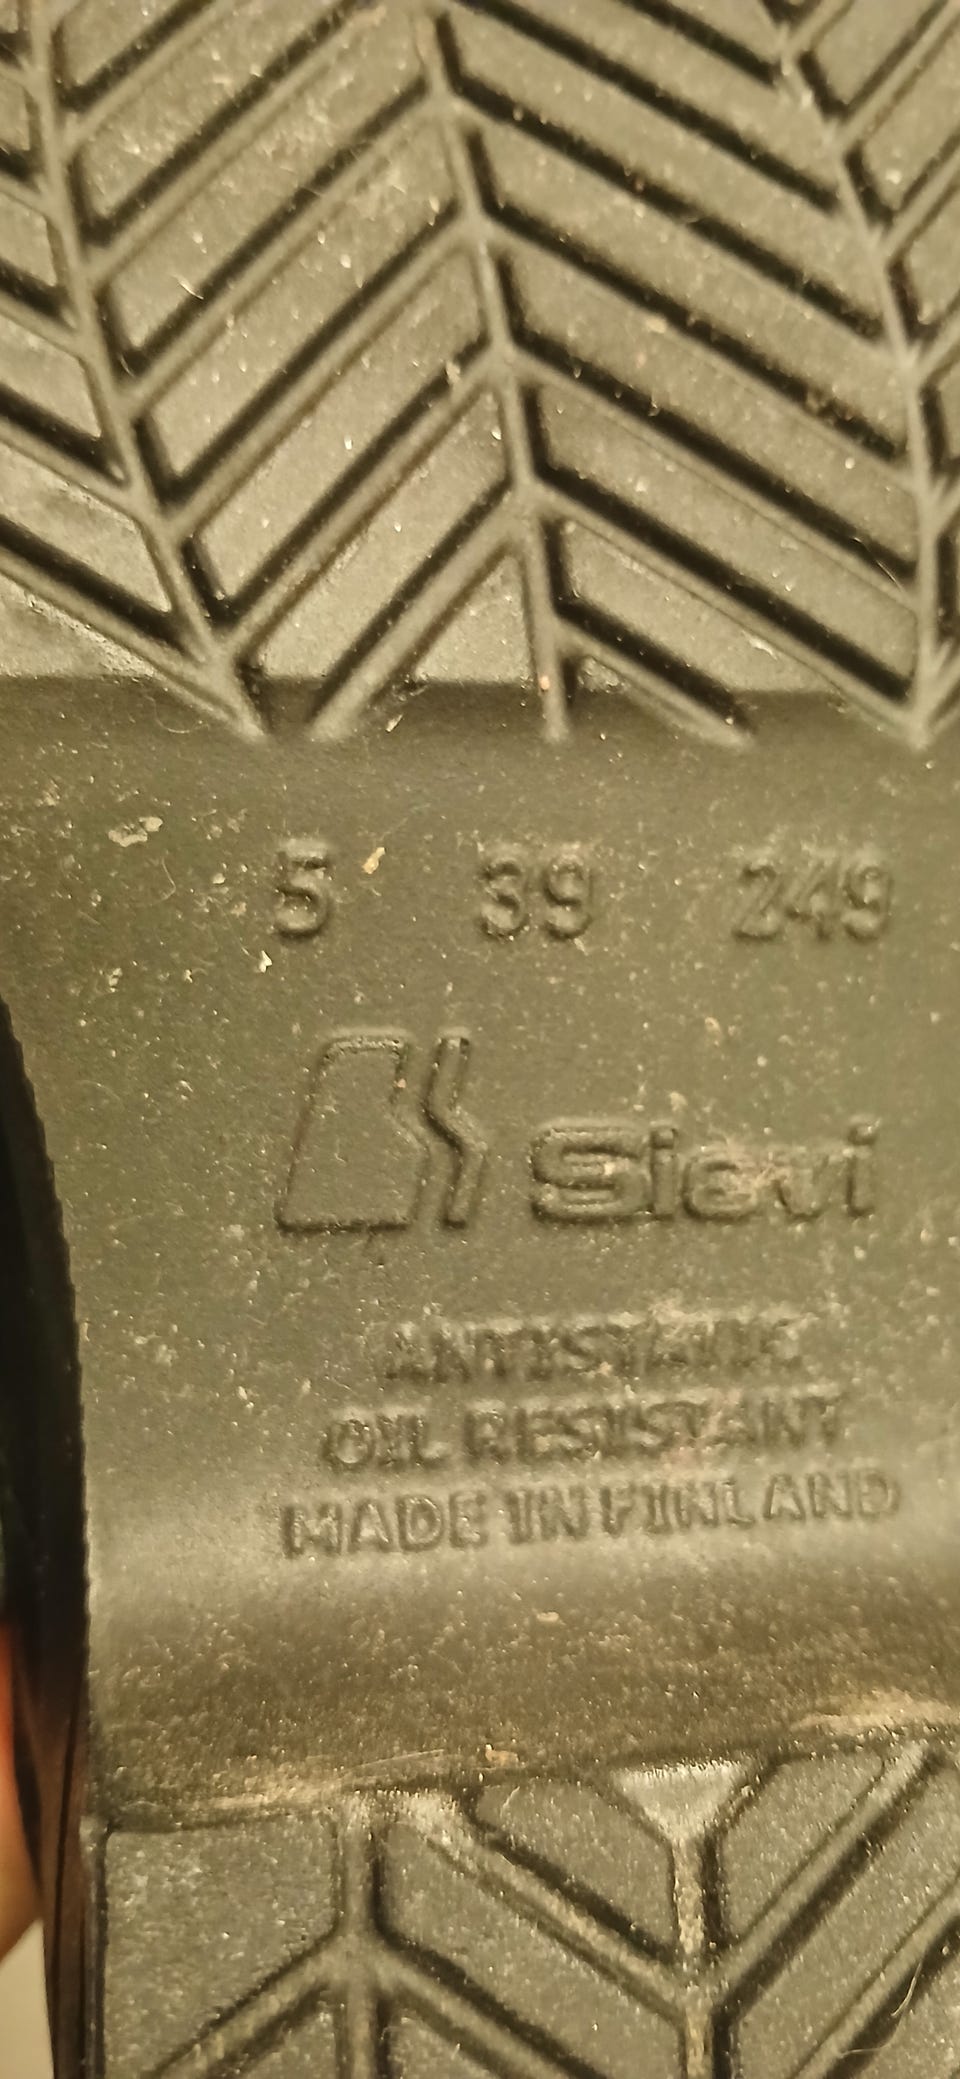 5 39 249
Sievi
ANTISTATIC
OIL RESISTANT
MADE IN FINLAND